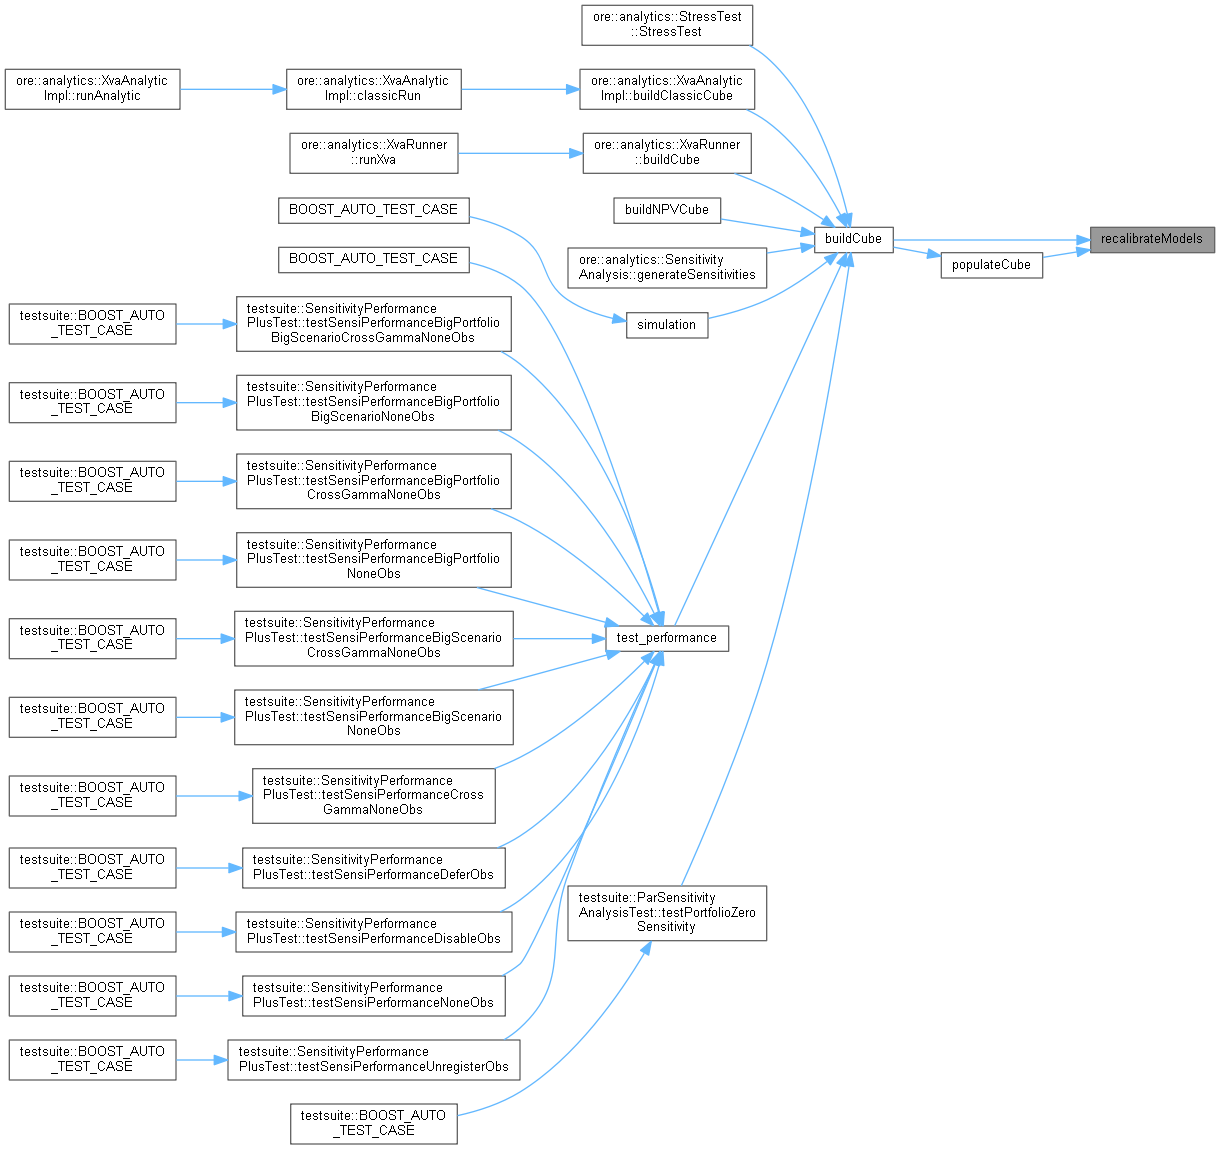 ore::analytics::StressTest
::StressTest
ore::analytics::XvaAnalytic
Impl::runAnalytic
ore::analytics::XvaAnalytic
Impl::classicRun
ore::analytics::XvaAnalytic
Impl::buildClassicCube
ore::analytics::XvaRunner
::runXva
ore::analytics::XvaRunner
::buildCube
BOOST_AUTO_TEST_CASE
buildNPVCube
buildCube
recalibrateModels
BOOST_AUTO_TEST_CASE
ore::analytics::Sensitivity
Analysis::generateSensitivities
populateCube
testsuite::BOOST_AUTO
_TEST_CASE
testsuite::SensitivityPerformance
PlusTest::testSensiPerformanceBigPortfolio
BigScenarioCrossGammaNoneObs
simulation
testsuite::BOOST_AUTO
_TEST_CASE
testsuite::SensitivityPerformance
PlusTest::testSensiPerformanceBigPortfolio
BigScenarioNoneObs
testsuite::BOOST_AUTO
_TEST_CASE
testsuite::SensitivityPerformance
PlusTest::testSensiPerformanceBigPortfolio
CrossGammaNoneObs
testsuite::BOOST_AUTO
_TEST_CASE
testsuite::SensitivityPerformance
PlusTest::testSensiPerformanceBigPortfolio
NoneObs
testsuite::BOOST_AUTO
_TEST_CASE
testsuite::SensitivityPerformance
PlusTest::testSensiPerformanceBigScenario
CrossGammaNoneObs
test_performance
testsuite::BOOST_AUTO
_TEST_CASE
testsuite::SensitivityPerformance
PlusTest::testSensiPerformanceBigScenario
NoneObs
testsuite::BOOST_AUTO
_TEST_CASE
testsuite::SensitivityPerformance
PlusTest::testSensiPerformanceCross
GammaNoneObs
testsuite::BOOST_AUTO
_TEST_CASE
testsuite::SensitivityPerformance
PlusTest::testSensiPerformanceDeferObs
testsuite::BOOST_AUTO
_TEST_CASE
testsuite::SensitivityPerformance
PlusTest::testSensiPerformanceDisableObs
testsuite::ParSensitivity
AnalysisTest::testPortfolioZero
Sensitivity
testsuite::BOOST_AUTO
_TEST_CASE
testsuite::SensitivityPerformance
PlusTest::testSensiPerformanceNoneObs
testsuite::BOOST_AUTO
_TEST_CASE
testsuite::SensitivityPerformance
PlusTest::testSensiPerformanceUnregisterObs
testsuite::BOOST_AUTO
_TEST_CASE